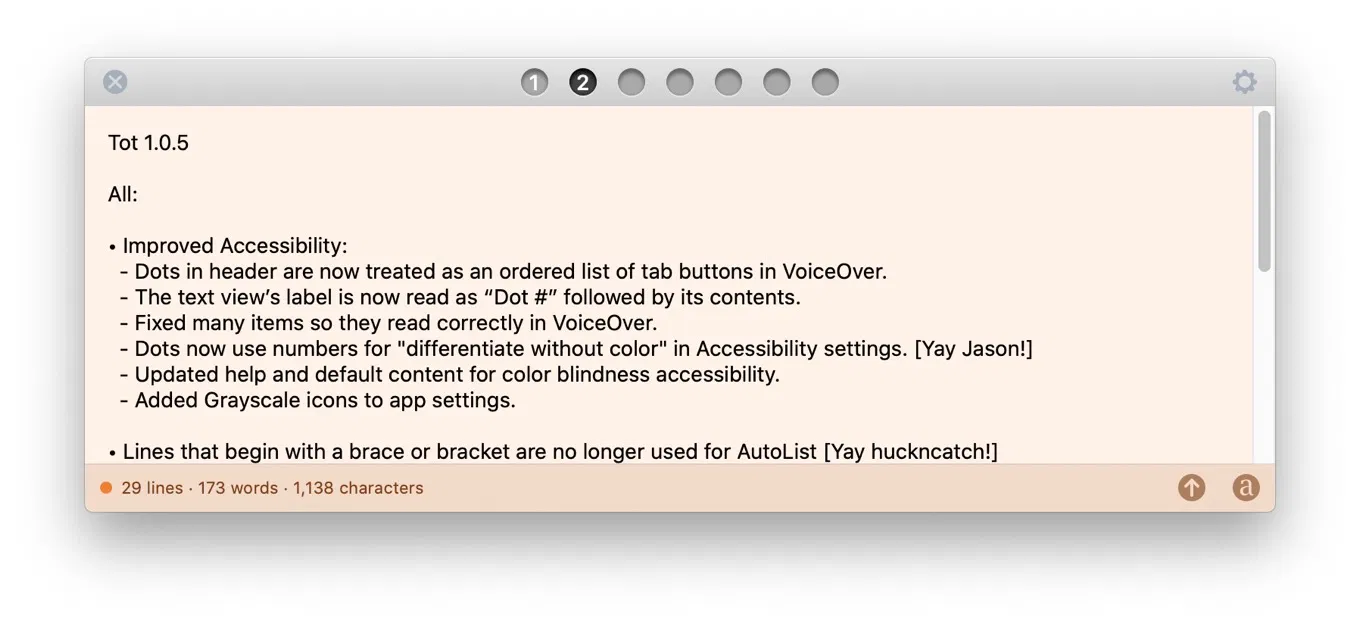 1 2
Tot 1.0.5
All:
• Improved Accessibility:
- Dots in header are now treated as an ordered list of tab buttons in VoiceOver.
- The text view’s label is now read as “Dot #” followed by its contents.
- Fixed many items so they read correctly in VoiceOver.
- Dots now use numbers for "differentiate without color" in Accessibility settings. [Yay Jason!]
- Updated help and default content for color blindness accessibility.
- Added Grayscale icons to app settings.
• Lines that begin with a brace or bracket are no longer used for AutoList [Yay huckncatch!]
29 lines · 173 words · 1,138 characters
a